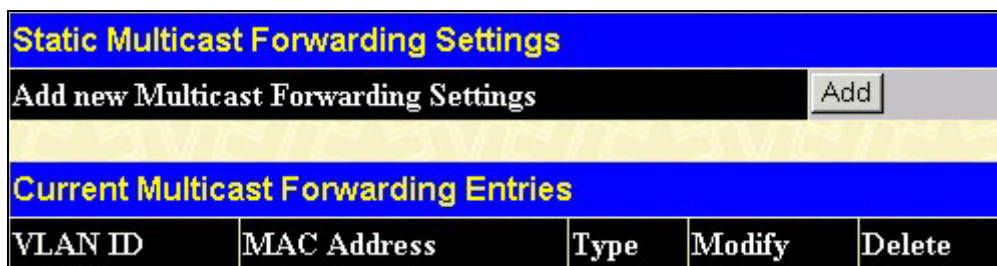 Static Multicast Forwarding Settings
Add new Multicast Forwarding Settings Add
Current Multicast Forwarding Entries
VLAN ID MAC Address Type Modify Delete